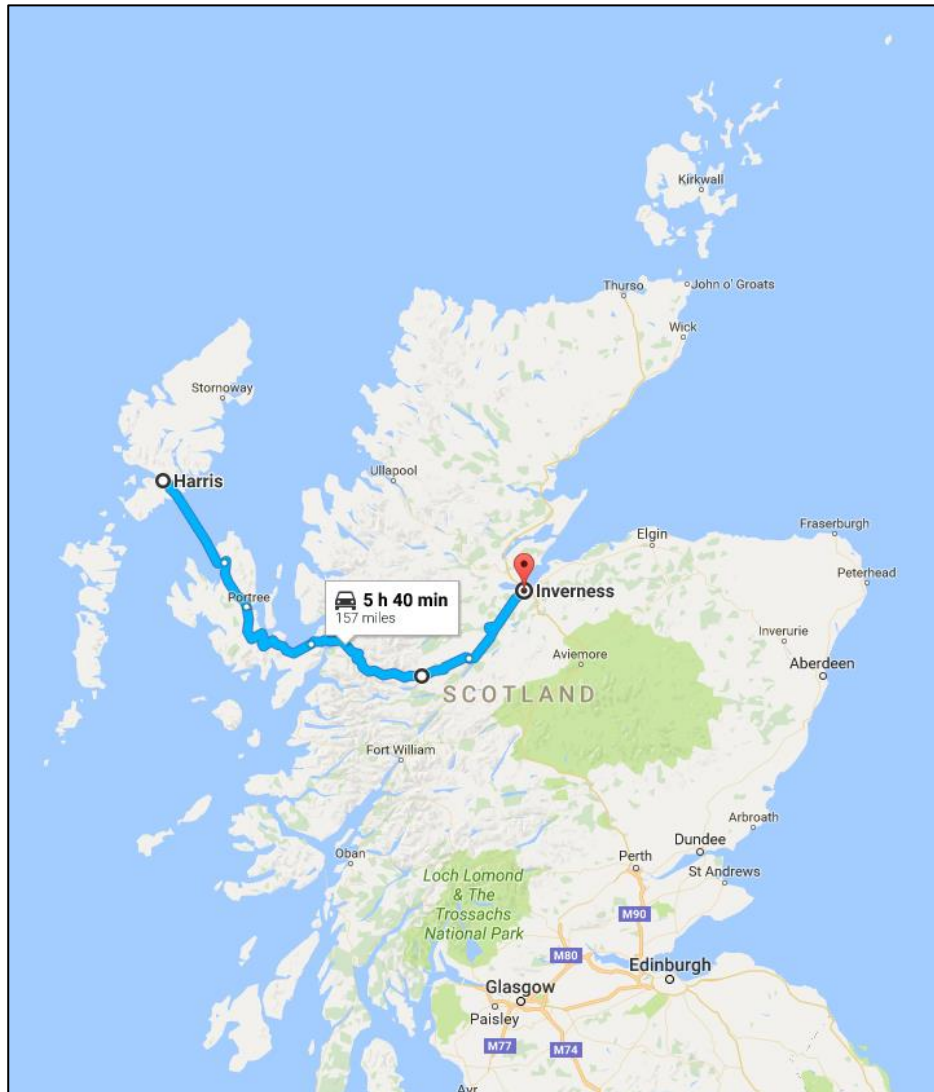 Kirkwall
Thurso
John o' Groats
Wick
Stornoway
Ullapool
Harris
Fraserburgh
Elgin
Peterhead
5 h 40 min
157 miles
Inverness
Portree
Inverurie
Aviemore
Aberdeen
SCOTLAND
Fort William
Arbroath
Dundee
Oban
Perth
St Andrews
Loch Lomond
& The
Trossachs
National Park
M90
M80
Edinburgh
Glasgow
Paisley
M77
M74